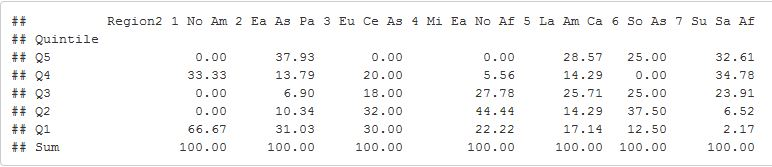 ##          Region2 1 No Am 2 Ea As Pa 3 Eu Ce As 4 Mi Ea No Af 5 La Am Ca 6 So As 7 Su Sa Af
## Quintile
## Q5                  0.00      37.93       0.00          0.00      28.57   25.00      32.61
## Q4                 33.33      13.79      20.00          5.56      14.29    0.00      34.78
## Q3                  0.00       6.90      18.00         27.78      25.71   25.00      23.91
## Q2                  0.00      10.34      32.00         44.44      14.29   37.50       6.52
## Q1                 66.67      31.03      30.00         22.22      17.14   12.50       2.17
## Sum               100.00     100.00     100.00        100.00     100.00  100.00     100.00